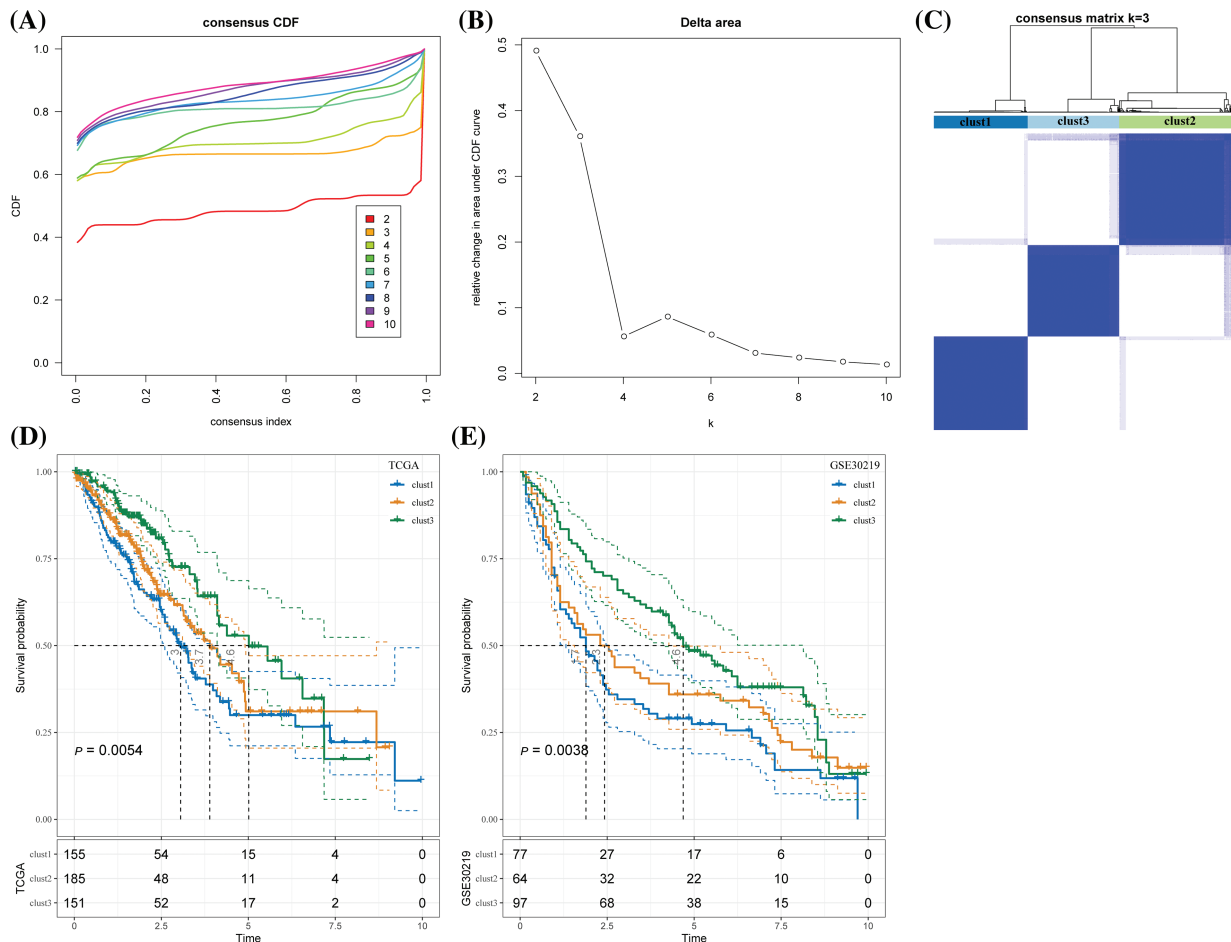 (A)
consensus CDF
1.0
0.8
0.6
0.4
0.2
0.0
CDF
2
3
4
5
6
7
8
9
10
0.0
0.2
0.4
0.6
0.8
1.0
consensus index
(B)
Delta area
0.5
0.4
0.3
0.2
0.1
0.0
relative change in area under CDF curve
2
4
6
8
10
k
(C)
consensus matrix k=3
clust1
clust3
clust2
(D)
TCGA
clust1
clust2
clust3
1.00
0.75
0.50
0.25
0.00
Survival probability
3.7
4.6
P = 0.0054
TCGA
clust1 155 54 15 4 0
clust2 185 48 11 4 0
clust3 151 52 17 2 0
0 2.5 5.0 7.5 10
Time
(E)
GSE30219
clust1
clust2
clust3
1.00
0.75
0.50
0.25
0.00
Survival probability
4.6
P = 0.0038
GSE30219
clust1 77 27 17 6 0
clust2 64 32 22 10 0
clust3 97 68 38 15 0
0 2.5 5.0 7.5 10
Time